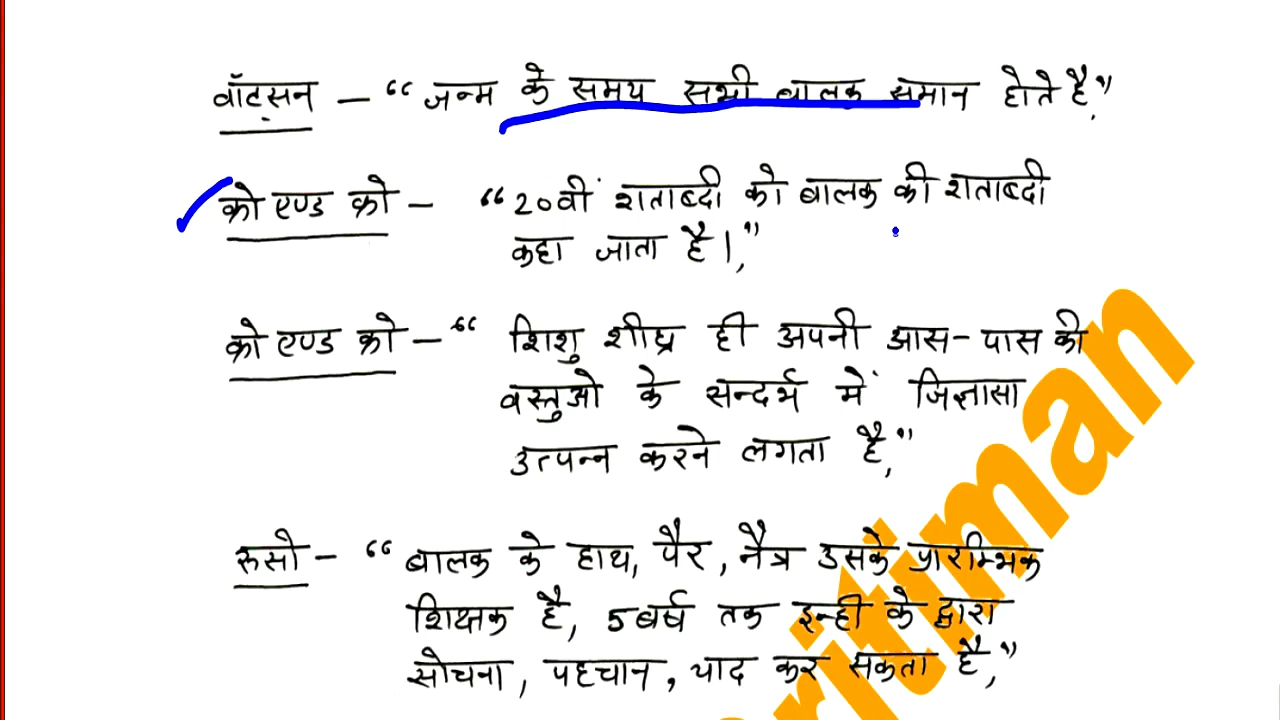 वॉटसन – “ जन्म के समय सभी बालक समान होते है,”
क्रो एण्ड क्रो – “ 20वीं शताब्दी को बालक की शताब्दी
कहा जाता है।,”
क्रो एण्ड क्रो – “ शिशु शीघ्र ही अपनी आस-पास की
वस्तुओ के सन्दर्भ में जिज्ञासा
उत्पन्न करने लगता है,”
रूसो – “ बालक के हाथ, पैर, नैत्र उसके प्रारम्भिक
शिक्षक है, 5 बर्ष तक इन्ही के द्वारा
सोचना, पहचान, याद कर सकता है,”